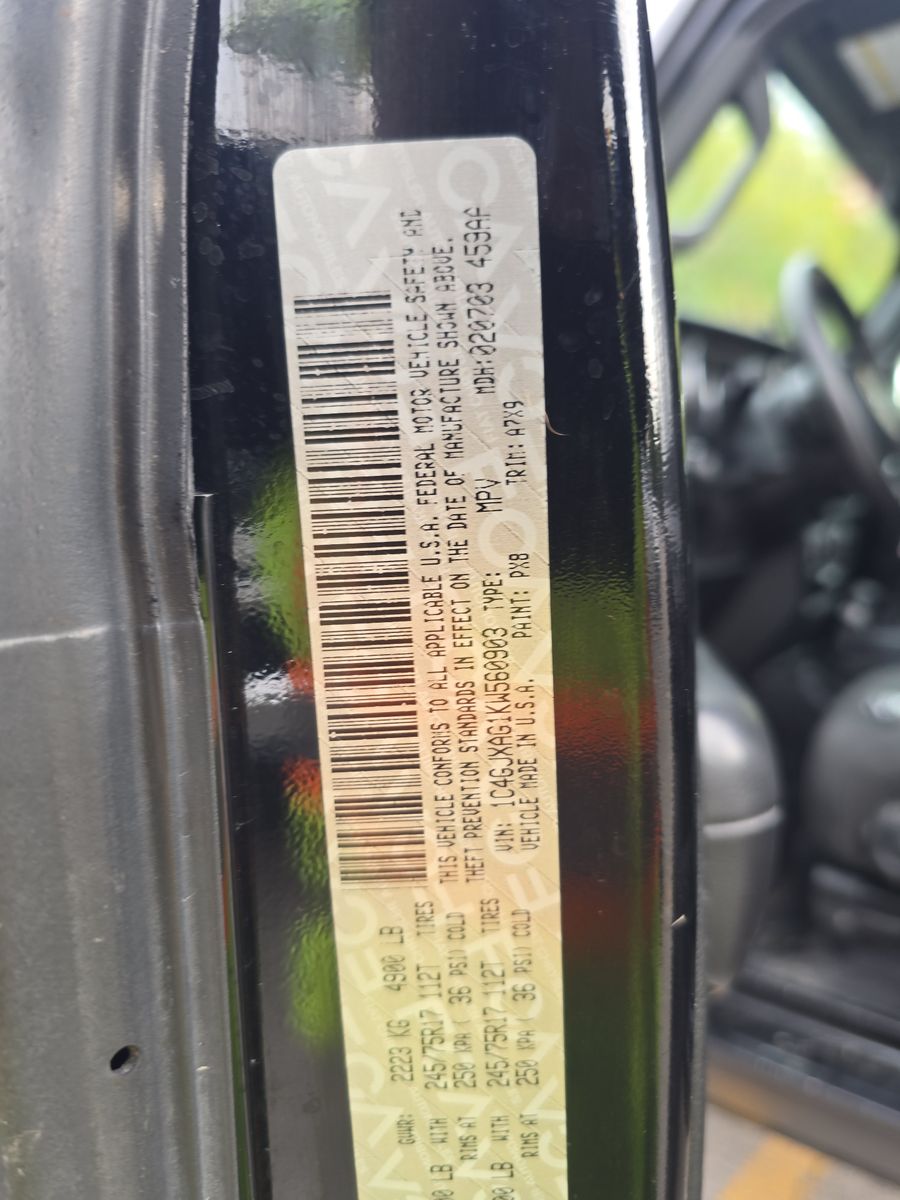 GVWR: 2223 KG 4900 LB
LB WITH 245/75R17 112T TIRES
RIMS AT 250 KPA ( 36 PSI) COLD
LB WITH 245/75R17 112T TIRES
RIMS AT 250 KPA ( 36 PSI) COLD
THIS VEHICLE CONFORMS TO ALL APPLICABLE U.S.A. FEDERAL MOTOR VEHICLE SAFETY AND
THEFT PREVENTION STANDARDS IN EFFECT ON THE DATE OF MANUFACTURE SHOWN ABOVE.
VIN: 1C4GJXAG1KW560903 TYPE: MPV MDH:020703 459AF
VEHICLE MADE IN U.S.A. PAINT: PX8 TRIM: A7X9